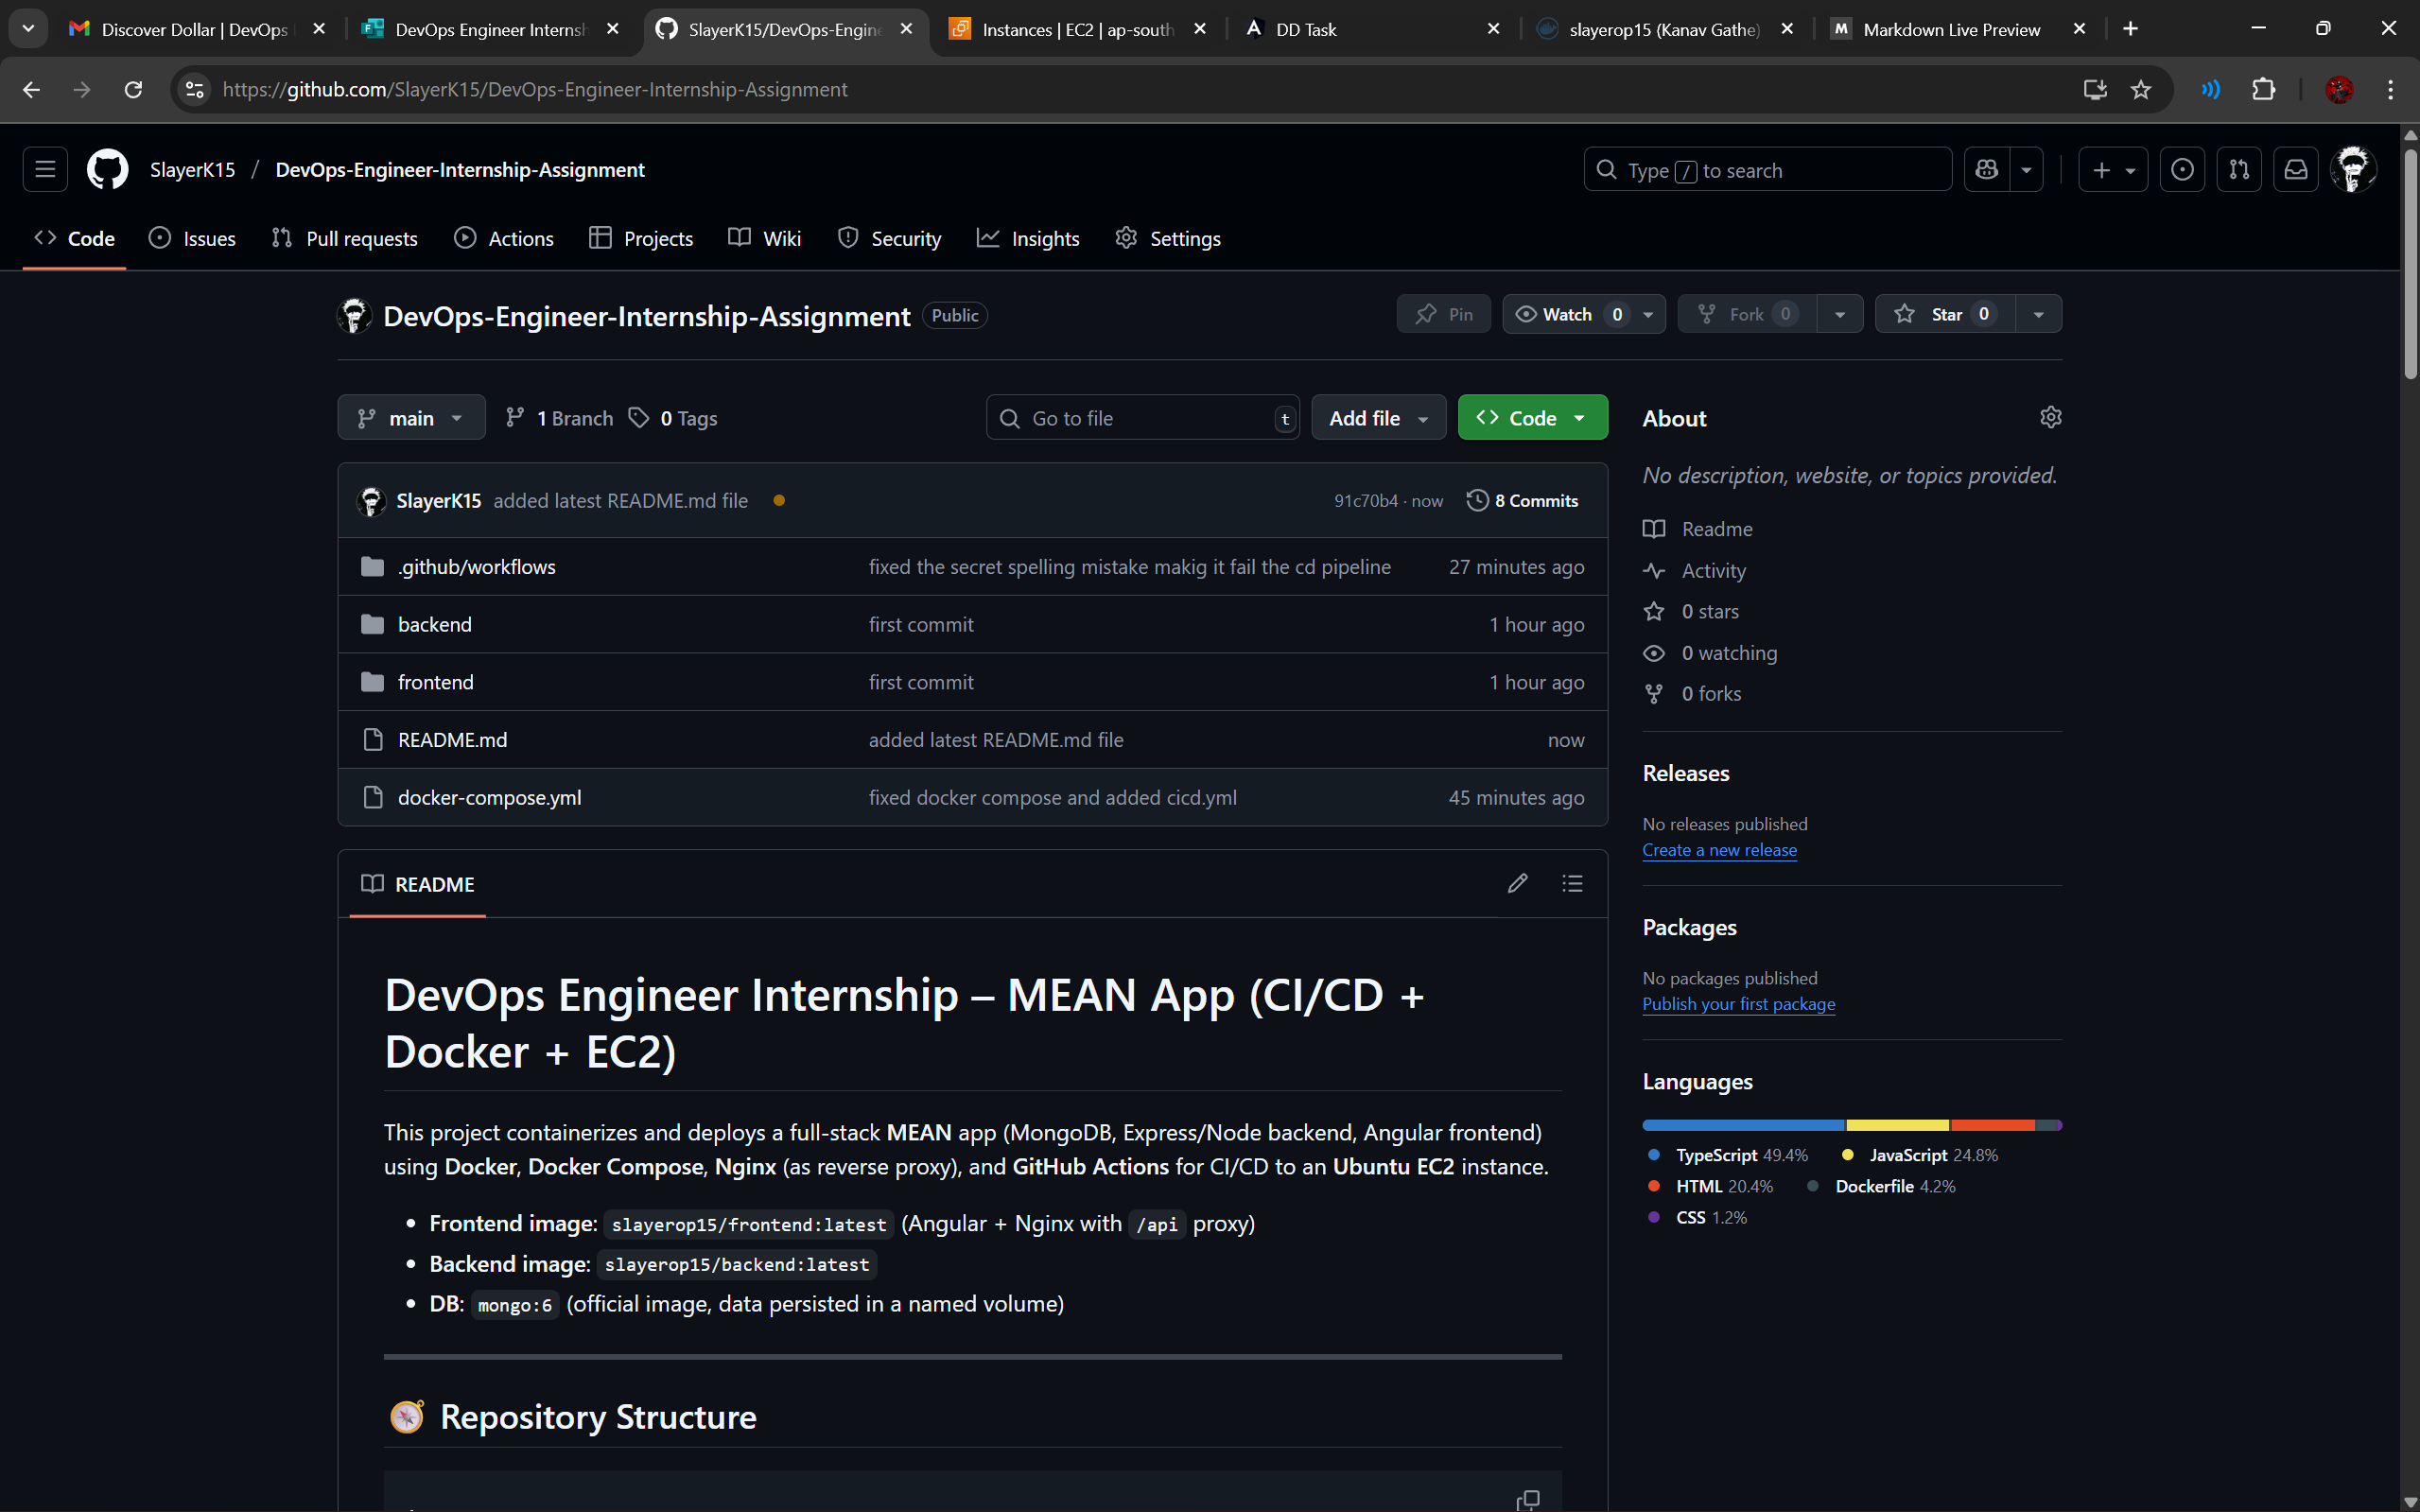 Discover Dollar | DevOps
DevOps Engineer Internsh
SlayerK15/DevOps-Engine
Instances | EC2 | ap-south
DD Task
slayerop15 (Kanav Gathe)
M Markdown Live Preview
https://github.com/SlayerK15/DevOps-Engineer-Internship-Assignment
SlayerK15 / DevOps-Engineer-Internship-Assignment
Type / to search
Code
Issues
Pull requests
Actions
Projects
Wiki
Security
Insights
Settings
DevOps-Engineer-Internship-Assignment Public
Pin
Watch 0
Fork 0
Star 0
main
1 Branch
0 Tags
Go to file t
Add file
Code
SlayerK15 added latest README.md file 91c70b4 · now 8 Commits
.github/workflows fixed the secret spelling mistake makig it fail the cd pipeline 27 minutes ago
backend first commit 1 hour ago
frontend first commit 1 hour ago
README.md added latest README.md file now
docker-compose.yml fixed docker compose and added cicd.yml 45 minutes ago
README
DevOps Engineer Internship – MEAN App (CI/CD +
Docker + EC2)
This project containerizes and deploys a full-stack MEAN app (MongoDB, Express/Node backend, Angular frontend)
using Docker, Docker Compose, Nginx (as reverse proxy), and GitHub Actions for CI/CD to an Ubuntu EC2 instance.
• Frontend image: slayerop15/frontend:latest (Angular + Nginx with /api proxy)
• Backend image: slayerop15/backend:latest
• DB: mongo:6 (official image, data persisted in a named volume)
🧭 Repository Structure
About
No description, website, or topics provided.
Readme
Activity
0 stars
0 watching
0 forks
Releases
No releases published
Create a new release
Packages
No packages published
Publish your first package
Languages
TypeScript 49.4%
JavaScript 24.8%
HTML 20.4%
Dockerfile 4.2%
CSS 1.2%